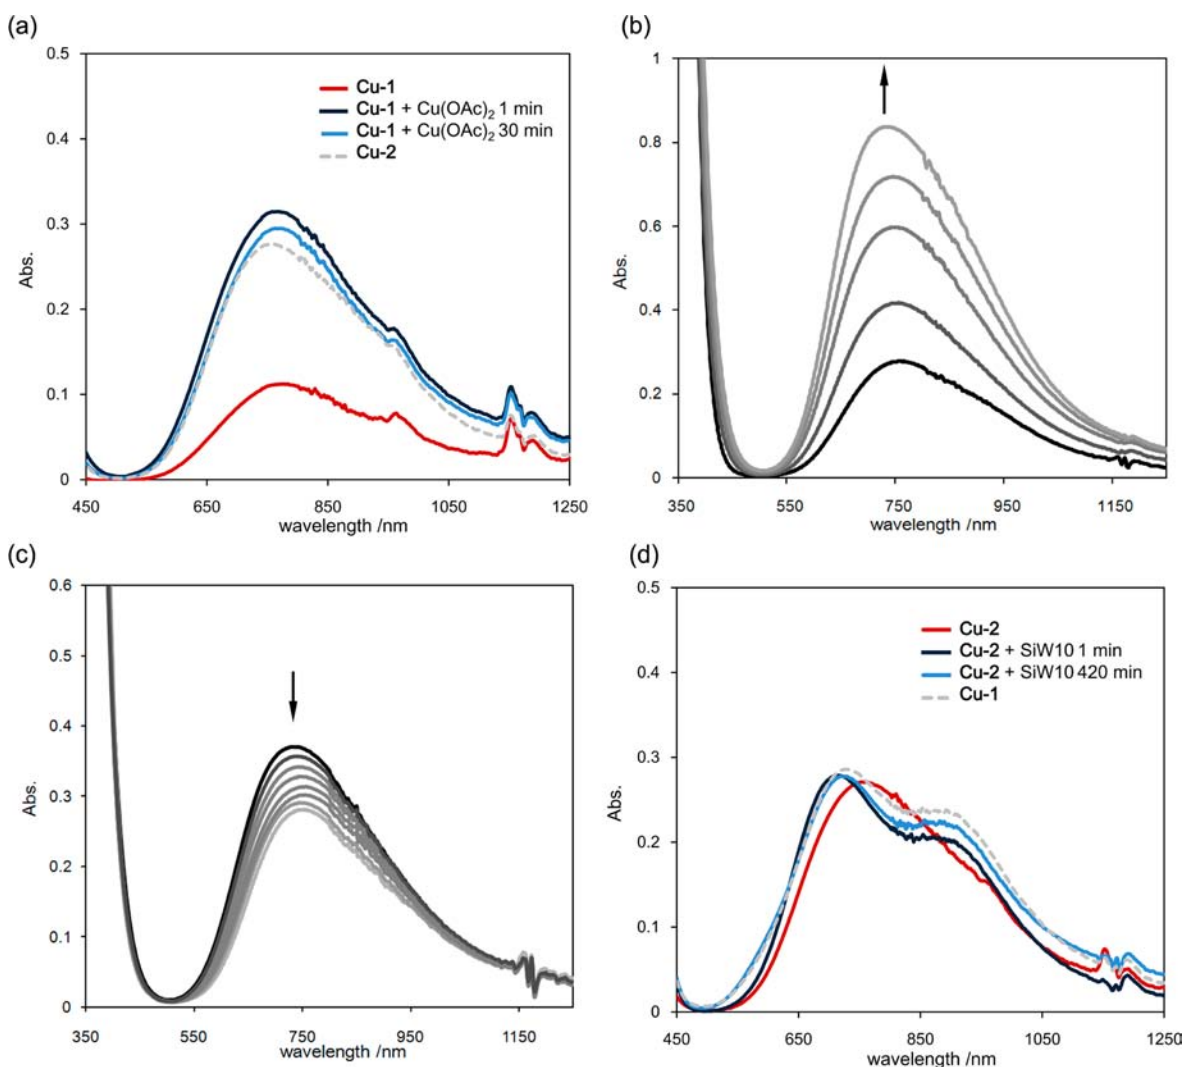 (a)
0.5
0.4
0.3
0.2
0.1
0
Abs.
Cu-1
Cu-1 + Cu(OAc)₂ 1 min
Cu-1 + Cu(OAc)₂ 30 min
Cu-2
450 650 850 1050 1250
wavelength /nm
(b)
1
0.8
0.6
0.4
0.2
0
Abs.
350 550 750 950 1150
wavelength /nm
(c)
0.6
0.5
0.4
0.3
0.2
0.1
0
Abs.
350 550 750 950 1150
wavelength /nm
(d)
0.5
0.4
0.3
0.2
0.1
0
Abs.
Cu-2
Cu-2 + SiW10 1 min
Cu-2 + SiW10 420 min
Cu-1
450 650 850 1050 1250
wavelength /nm